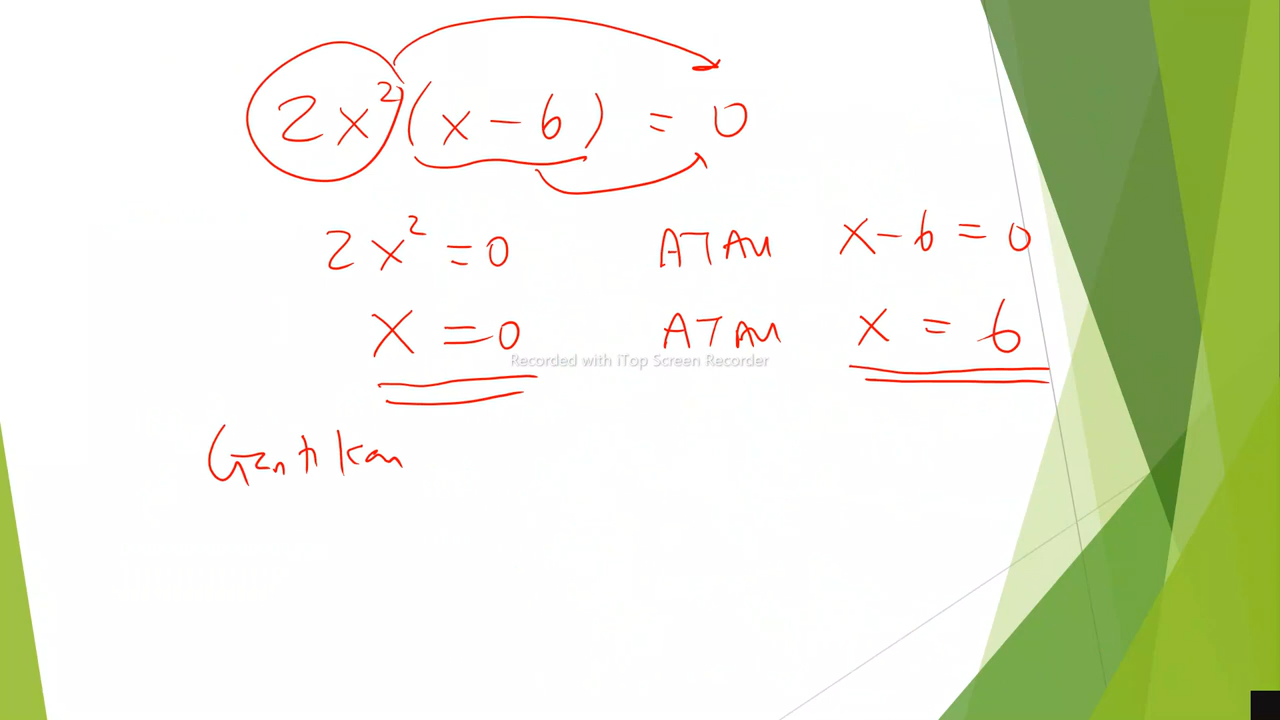 2x²(x-6) = 0
2x² = 0 ATAU x-6 = 0
x = 0 ATAU x = 6
Recorded with iTop Screen Recorder
Gantikan